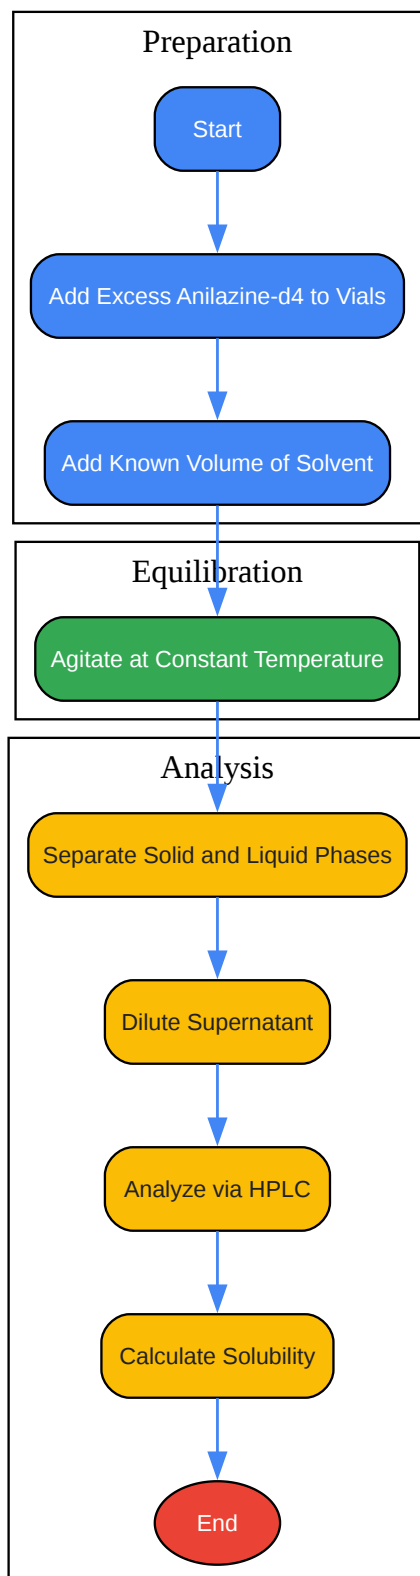 Preparation
Start
Add Excess Anilazine-d4 to Vials
Add Known Volume of Solvent
Equilibration
Agitate at Constant Temperature
Analysis
Separate Solid and Liquid Phases
Dilute Supernatant
Analyze via HPLC
Calculate Solubility
End